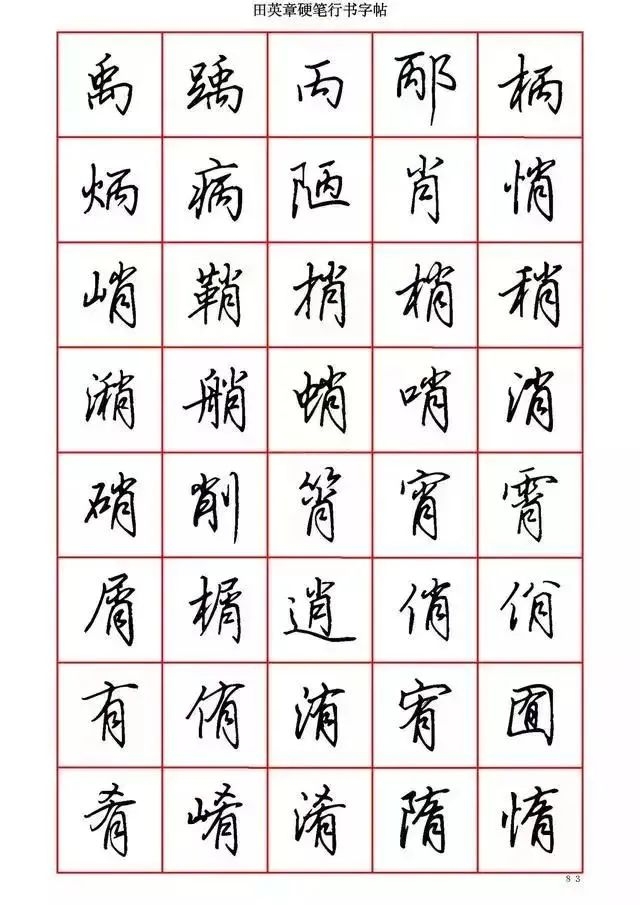 田英章硬笔行书字帖
禹 踽 丙 邴 柄
炳 病 陋 肖 悄
峭 鞘 捎 梢 稍
潲 艄 蛸 哨 消
硝 削 筲 宵 霄
屑 榍 逍 俏 佾
有 侑 洧 宥 囿
肴 崤 淆 隋 惰
83